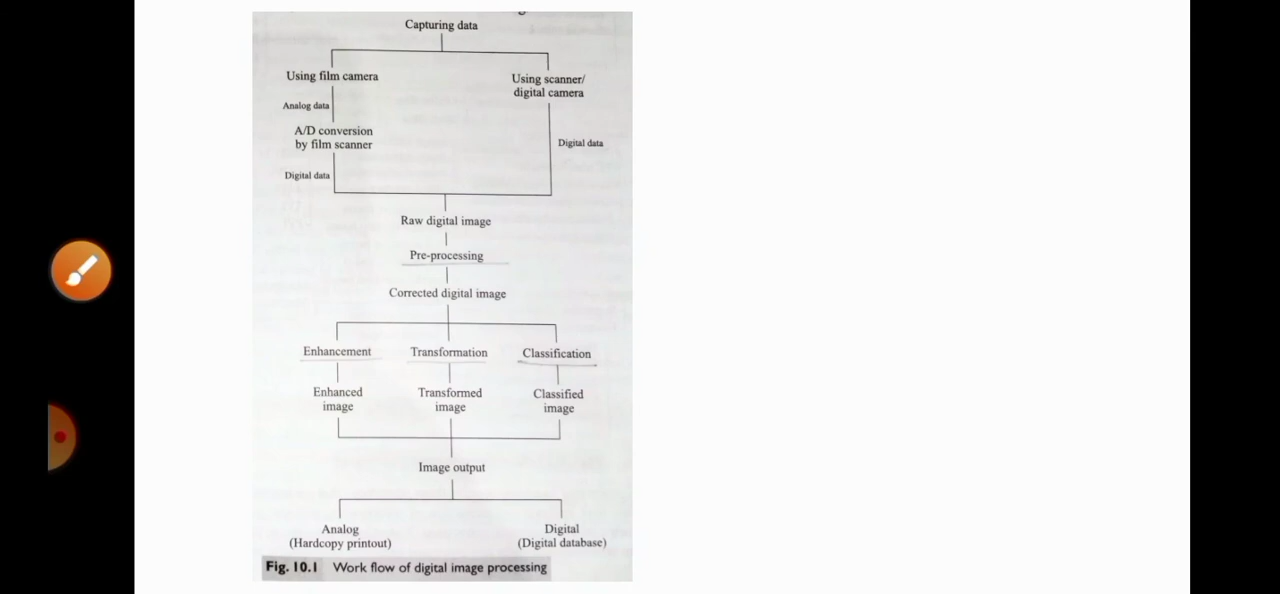 Capturing data
Using film camera
Using scanner/
digital camera
Analog data
A/D conversion
by film scanner
Digital data
Digital data
Raw digital image
Pre-processing
Corrected digital image
Enhancement
Transformation
Classification
Enhanced
image
Transformed
image
Classified
image
Image output
Analog
(Hardcopy printout)
Digital
(Digital database)
Fig. 10.1 Work flow of digital image processing